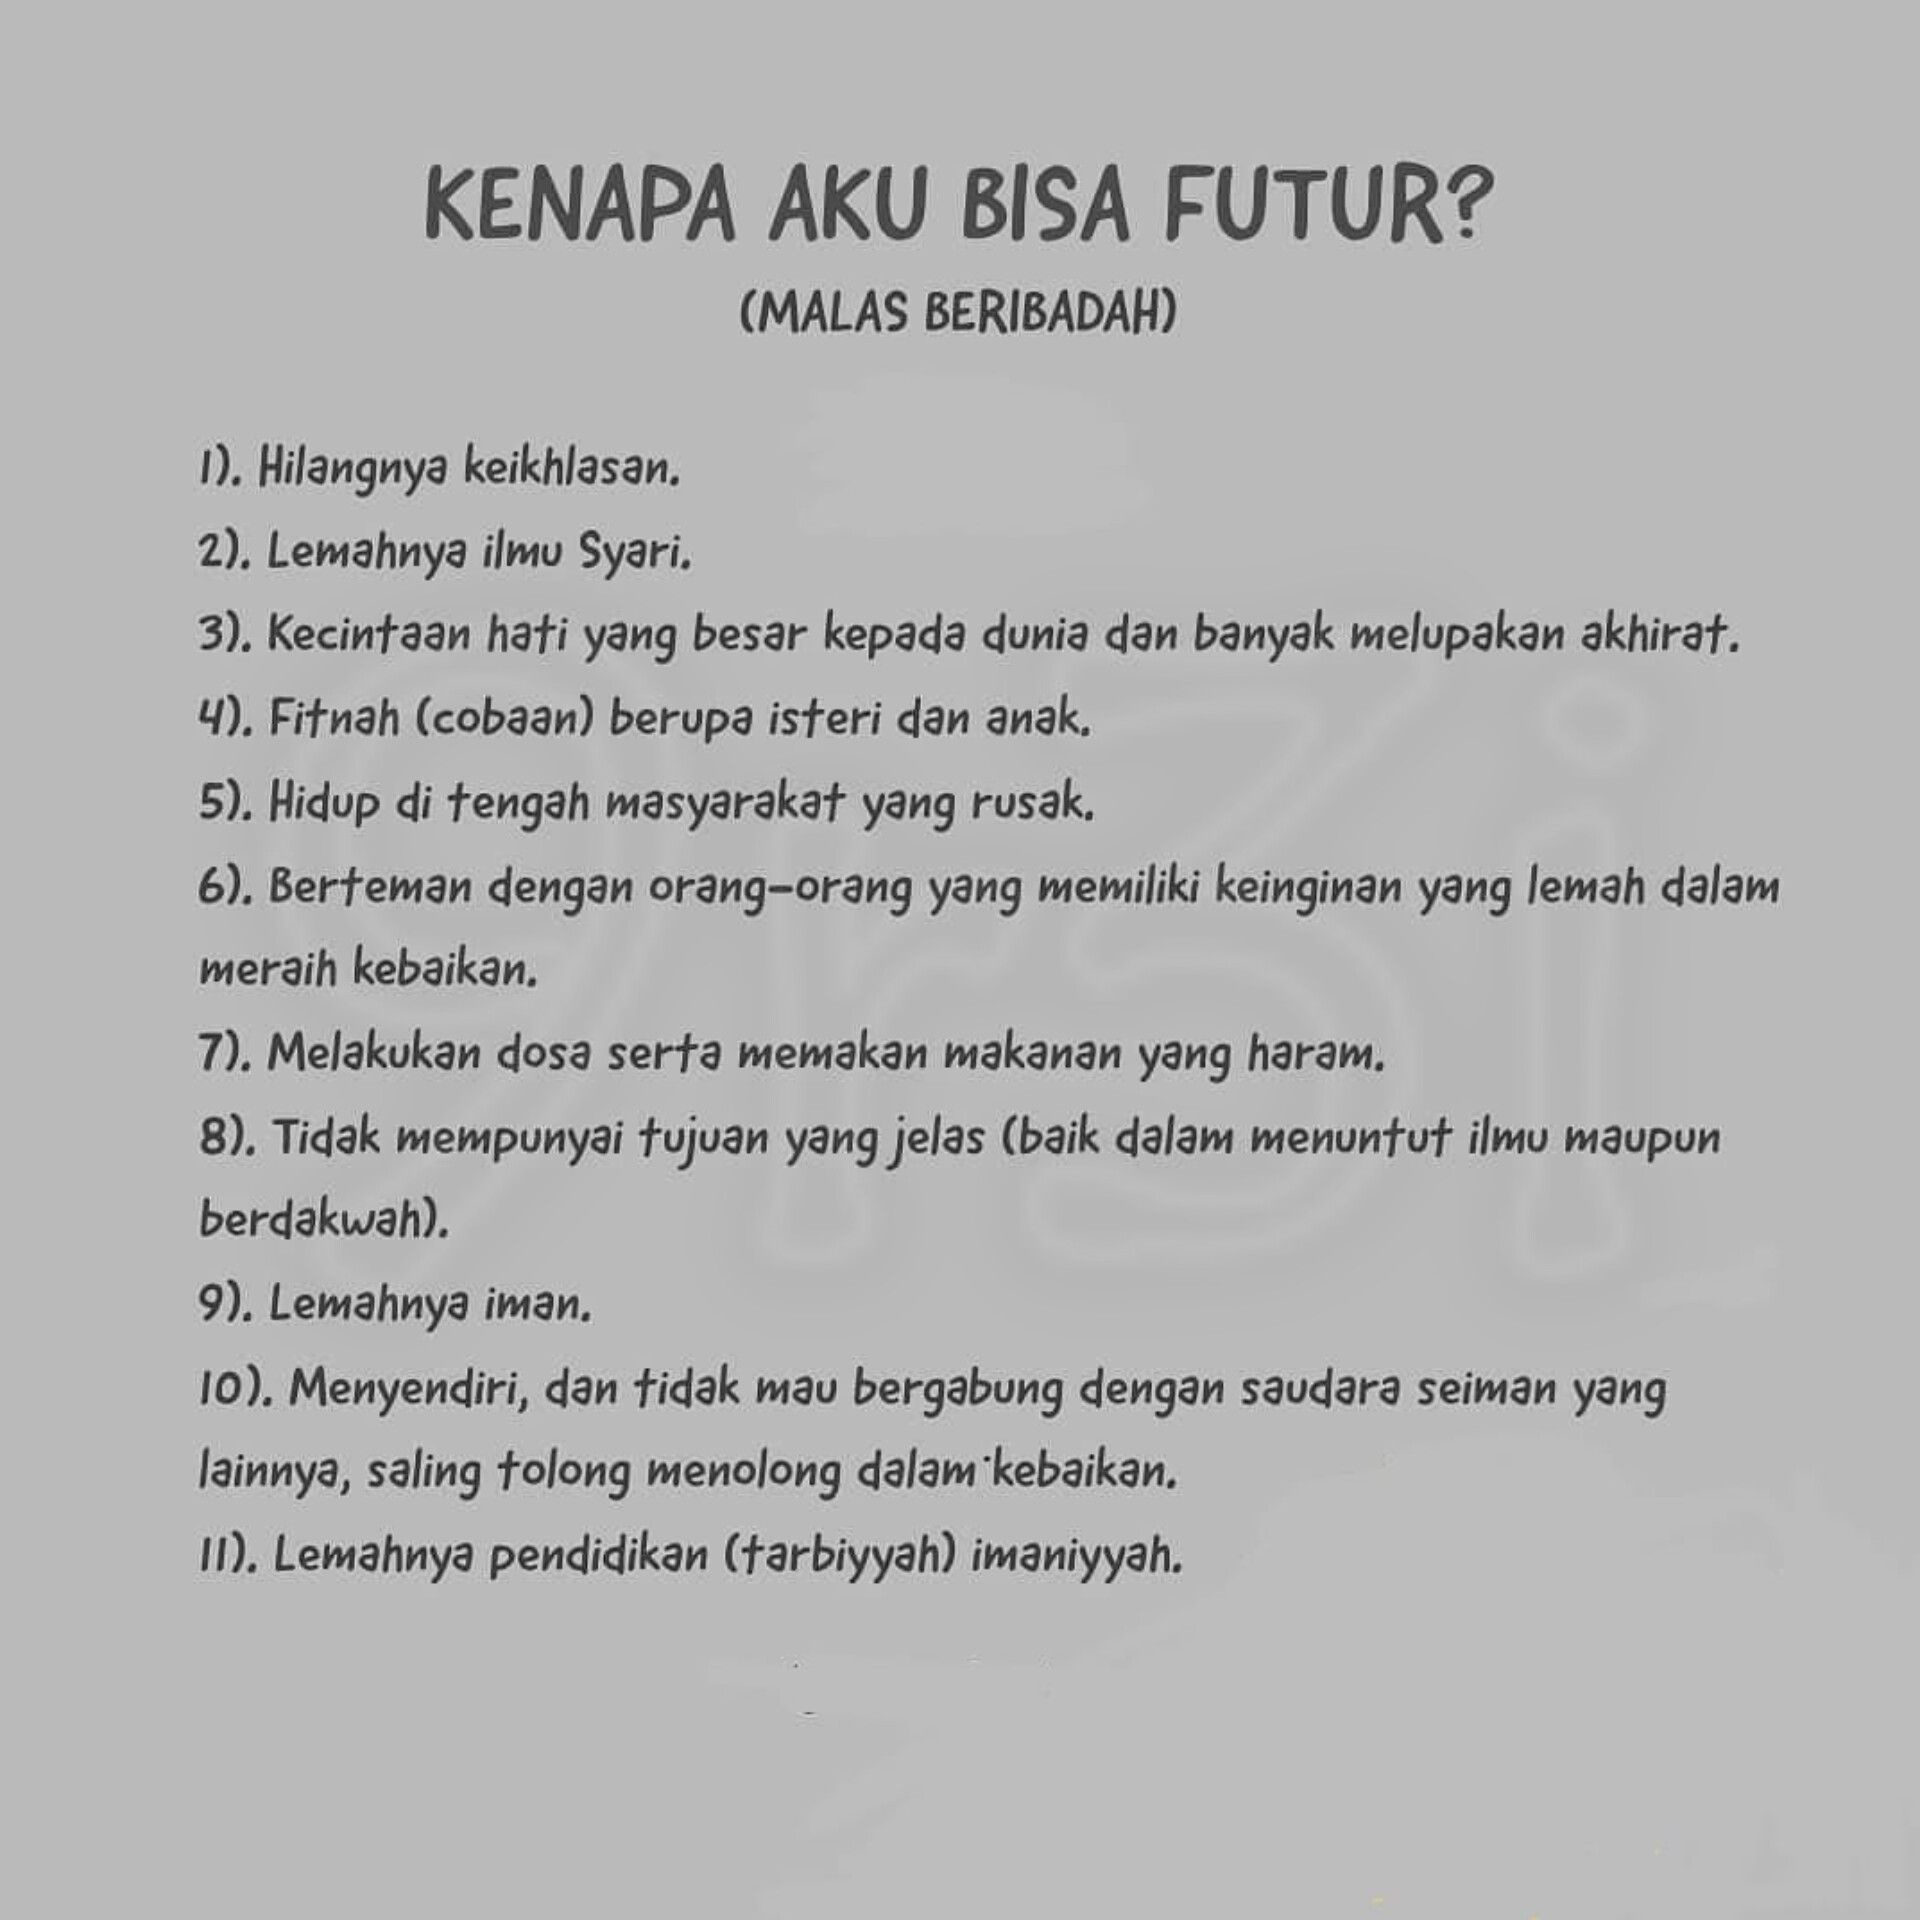 KENAPA AKU BISA FUTUR?
(MALAS BERIBADAH)
1). Hilangnya keikhlasan.
2). Lemahnya ilmu Syari.
3). Kecintaan hati yang besar kepada dunia dan banyak melupakan akhirat.
4). Fitnah (cobaan) berupa isteri dan anak.
5). Hidup di tengah masyarakat yang rusak.
6). Berteman dengan orang-orang yang memiliki keinginan yang lemah dalam
meraih kebaikan.
7). Melakukan dosa serta memakan makanan yang haram.
8). Tidak mempunyai tujuan yang jelas (baik dalam menuntut ilmu maupun
berdakwah).
9). Lemahnya iman.
10). Menyendiri, dan tidak mau bergabung dengan saudara seiman yang
lainnya, saling tolong menolong dalam kebaikan.
11). Lemahnya pendidikan (tarbiyyah) imaniyyah.